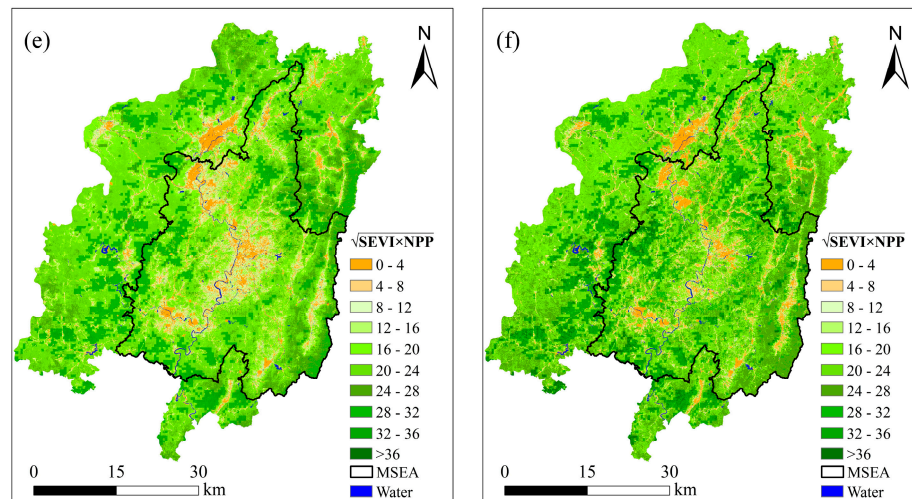 (e)
N
√SEVI×NPP
0 - 4
4 - 8
8 - 12
12 - 16
16 - 20
20 - 24
24 - 28
28 - 32
32 - 36
>36
MSEA
Water
0 15 30
km
(f)
N
√SEVI×NPP
0 - 4
4 - 8
8 - 12
12 - 16
16 - 20
20 - 24
24 - 28
28 - 32
32 - 36
>36
MSEA
Water
0 15 30
km